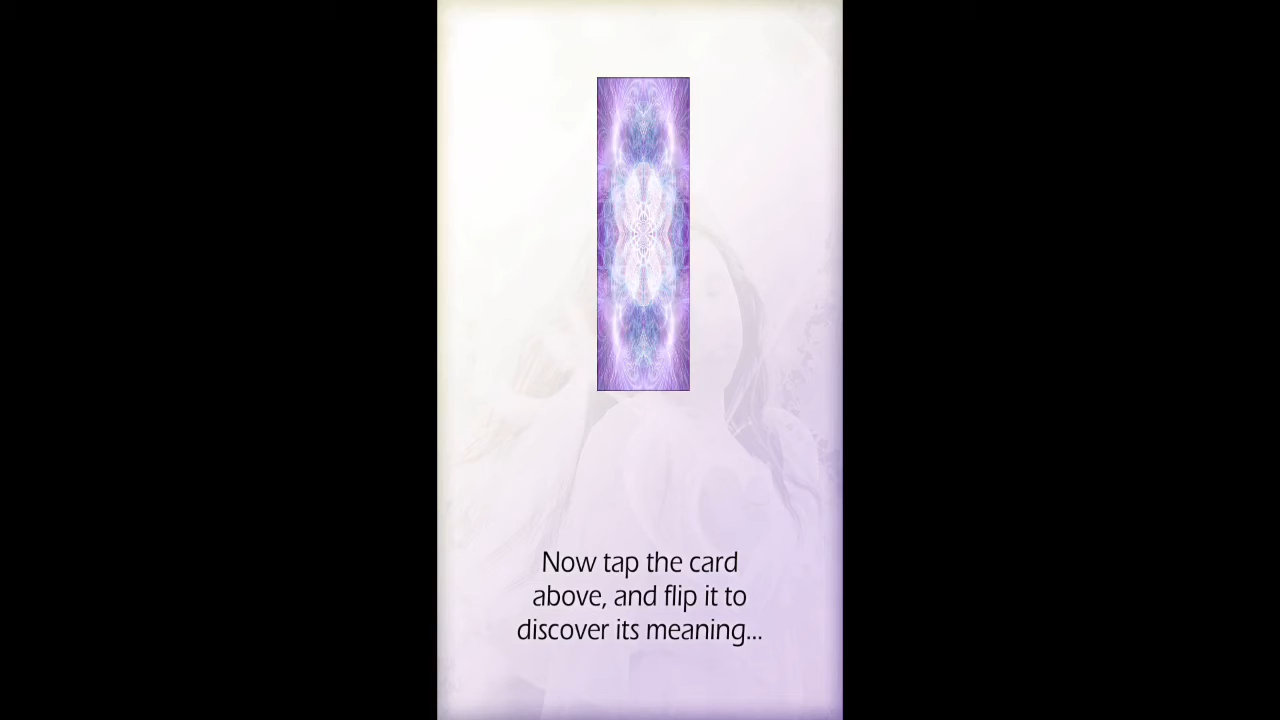 Now tap the card
above, and flip it to
discover its meaning...